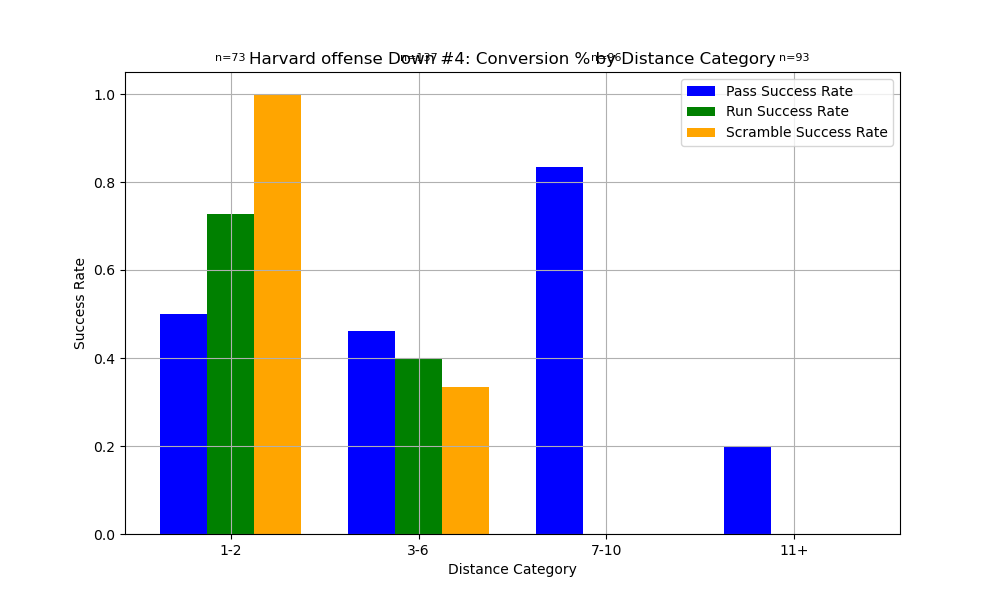 Harvard offense Down #4: Conversion % by Distance Category
n=73
n=137
n=96
n=93
Pass Success Rate
Run Success Rate
Scramble Success Rate
Success Rate
1.0
0.8
0.6
0.4
0.2
0.0
1-2
3-6
7-10
11+
Distance Category